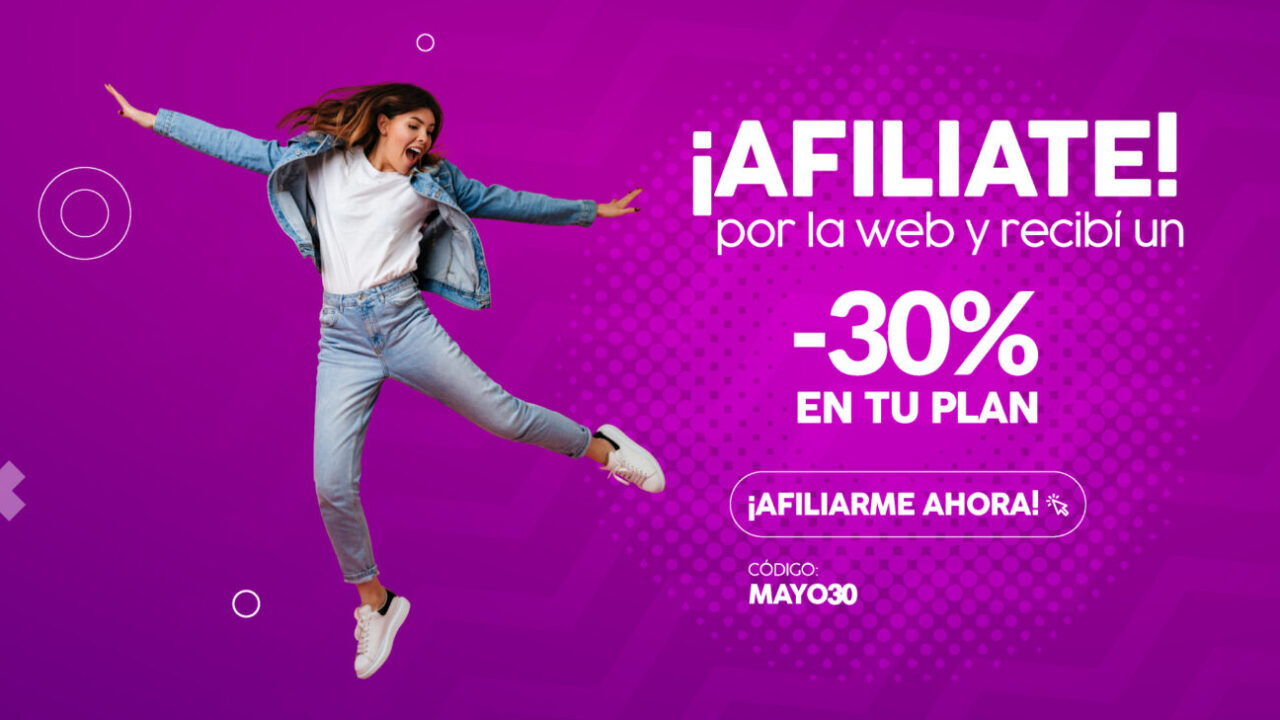 ¡AFILIATE!
por la web y recibí un
-30%
EN TU PLAN
¡AFILIARME AHORA!
CÓDIGO:
MAYO30